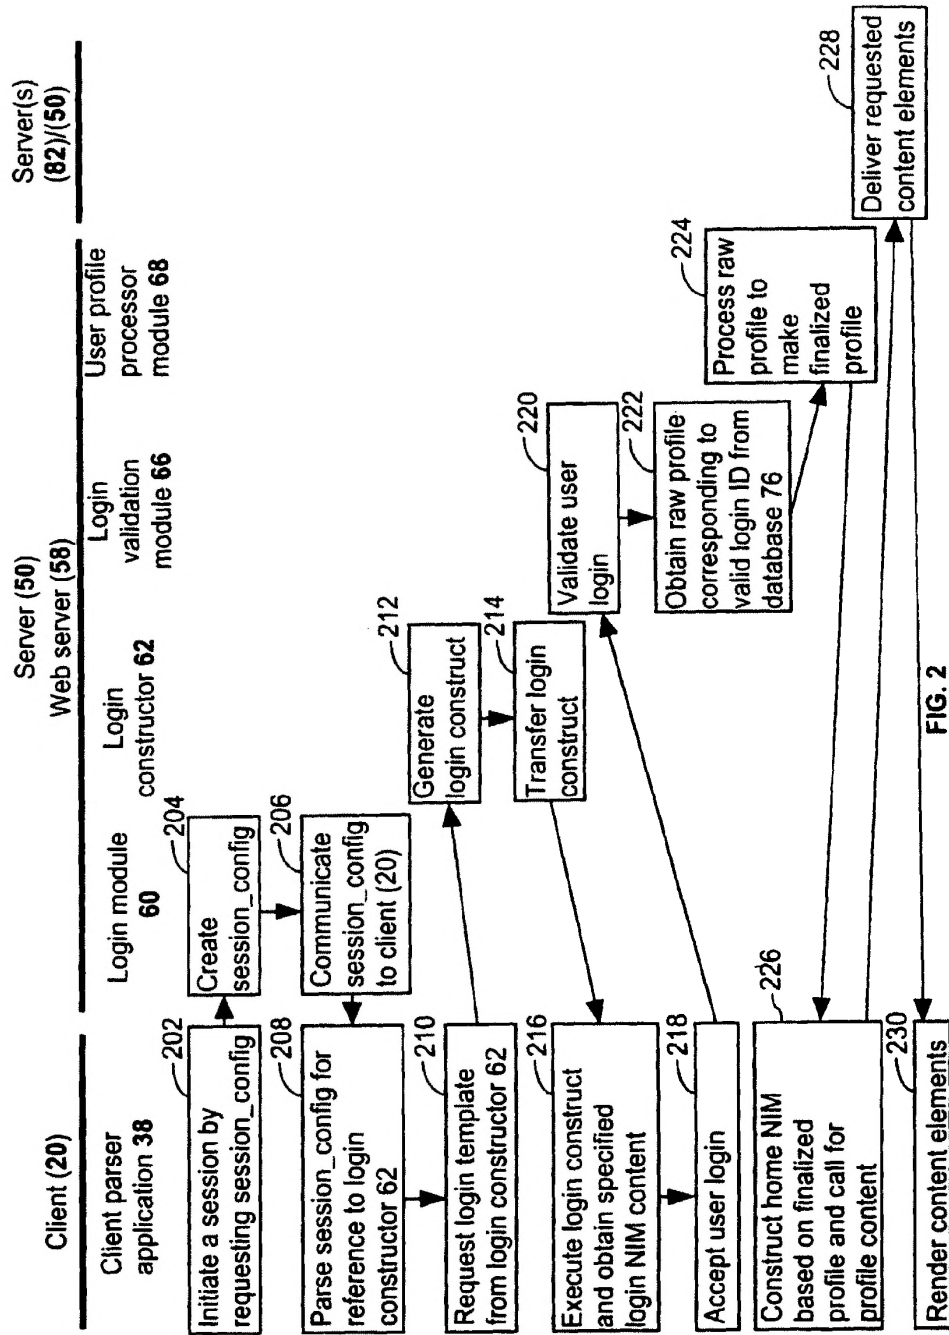 Client (20)
Server (50)
Web server (58)
Server(s)
(82)/(50)
Client parser
application 38
Login module
60
Login
constructor 62
Login
validation
module 66
User profile
processor
module 68
202
Initiate a session by
requesting session_config
204
Create
session_config
206
Communicate
session_config
to client (20)
208
Parse session_config for
reference to login
constructor 62
210
Request login template
from login constructor 62
212
Generate
login construct
214
Transfer login
construct
216
Execute login construct
and obtain specified
login NIM content
218
Accept user login
220
Validate user
login
222
Obtain raw profile
corresponding to
valid login ID from
database 76
224
Process raw
profile to
make
finalized
profile
226
Construct home NIM
based on finalized
profile and call for
profile content
228
Deliver requested
content elements
230
Render content elements
FIG. 2